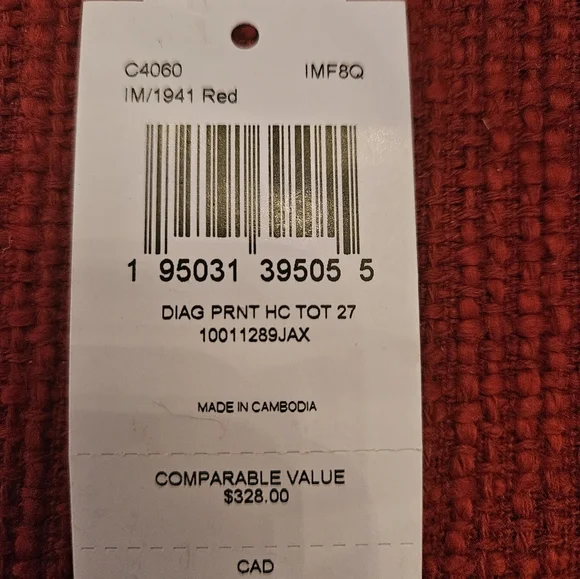 C4060 IMF8Q
IM/1941 Red
1 95031 39505 5
DIAG PRNT HC TOT 27
10011289JAX
MADE IN CAMBODIA
COMPARABLE VALUE
$328.00
CAD